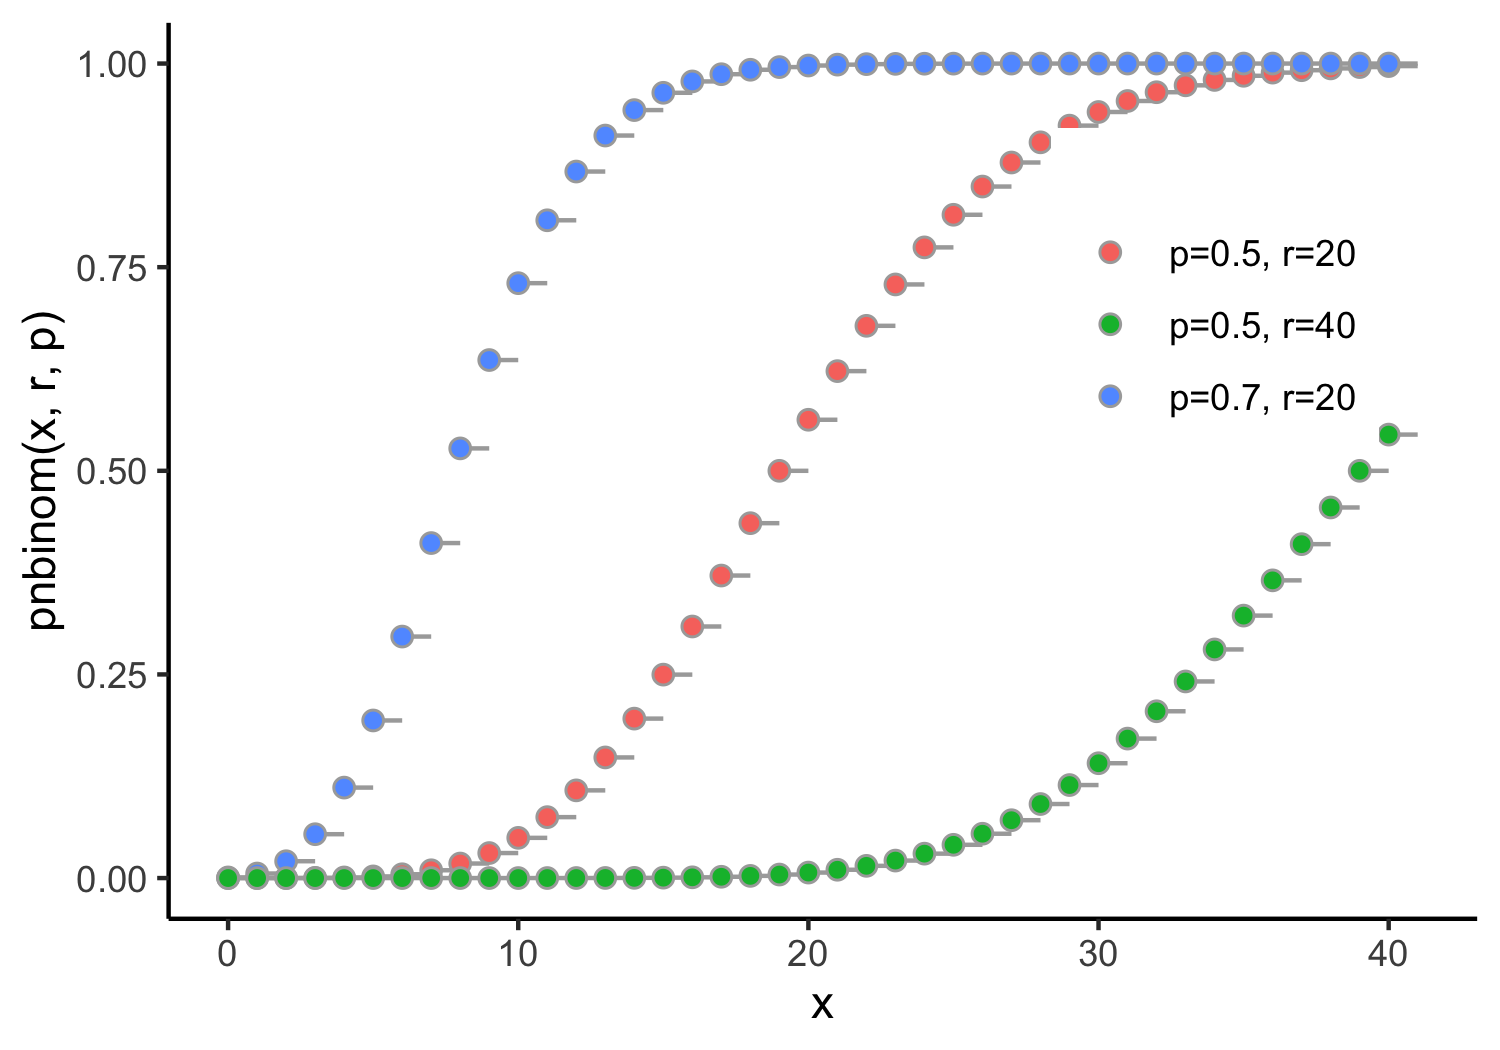 1.00
0.75
0.50
0.25
0.00
pnbinom(x, r, p)
p=0.5, r=20
p=0.5, r=40
p=0.7, r=20
0 10 20 30 40
x